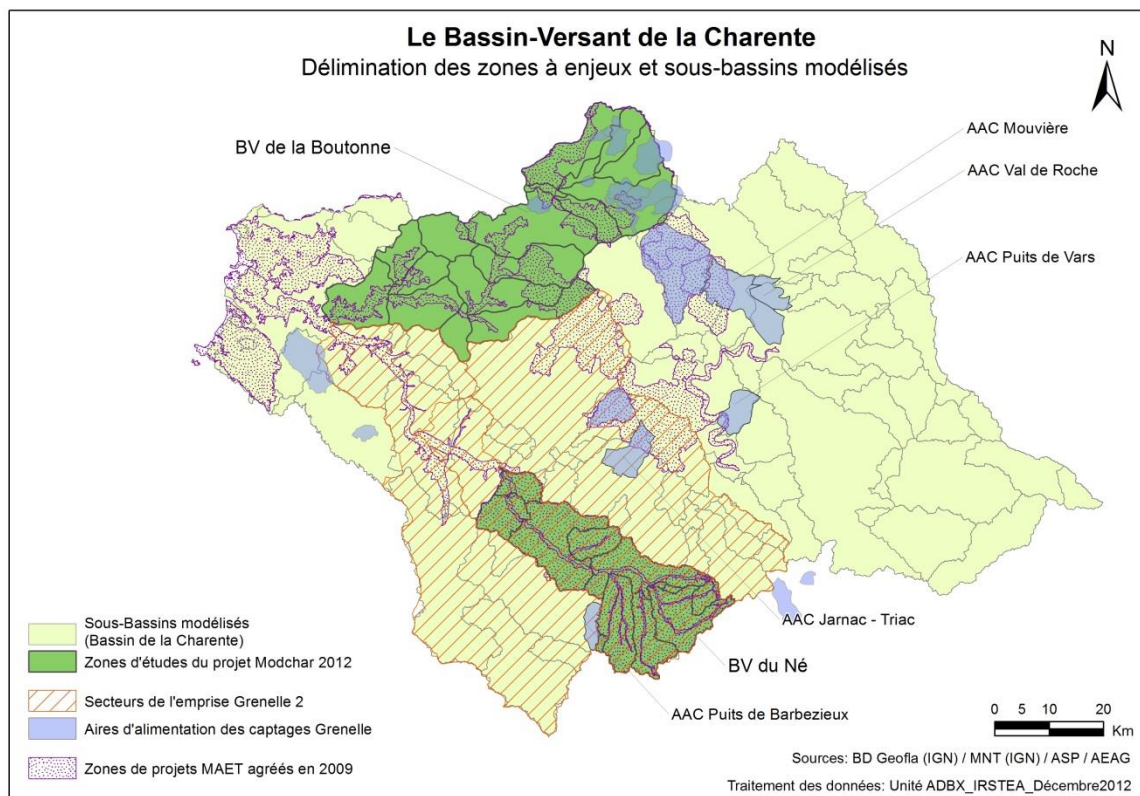 Le Bassin-Versant de la Charente
Délimination des zones à enjeux et sous-bassins modélisés
N
BV de la Boutonne
AAC Mouvière
AAC Val de Roche
AAC Puits de Vars
AAC Jarnac - Triac
BV du Né
AAC Puits de Barbezieux
Sous-Bassins modélisés
(Bassin de la Charente)
Zones d'études du projet Modchar 2012
Secteurs de l'emprise Grenelle 2
Aires d'alimentation des captages Grenelle
Zones de projets MAET agréés en 2009
0 5 10 20
Km
Sources: BD Geofla (IGN) / MNT (IGN) / ASP / AEAG
Traitement des données: Unité ADBX_IRSTEA_Décembre2012